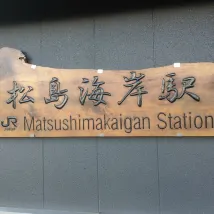 松島海岸駅
JR Matsushimakaigan Station